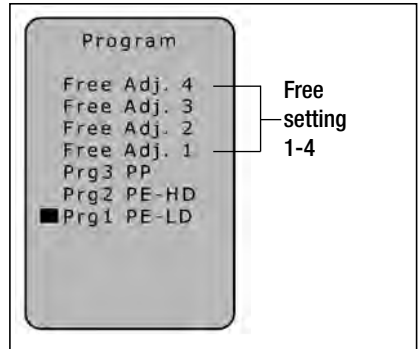 Program
Free Adj. 4
Free Adj. 3
Free Adj. 2
Free Adj. 1
Prg3 PP
Prg2 PE-HD
Prg1 PE-LD
Free
setting
1-4